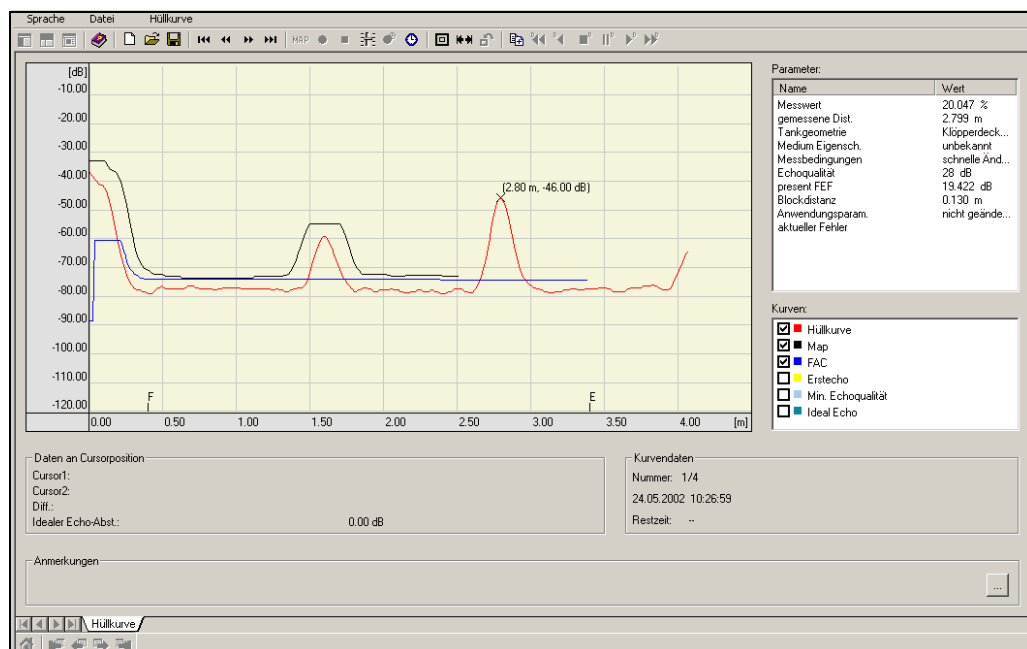 Sprache Datei Hüllkurve
MAP
[dB]
-10.00
-20.00
-30.00
-40.00
-50.00
-60.00
-70.00
-80.00
-90.00
-100.00
-110.00
-120.00
(2.80 m, -46.00 dB)
F E
0.00 0.50 1.00 1.50 2.00 2.50 3.00 3.50 4.00 [m]
Parameter:
Name Wert
Messwert 20.047 %
gemessene Dist. 2.799 m
Tankgeometrie Klöpperdeck...
Medium Eigensch. unbekannt
Messbedingungen schnelle Änd...
Echoqualität 28 dB
present FEF 19.422 dB
Blockdistanz 0.130 m
Anwendungsparam. nicht geände...
aktueller Fehler
Kurven:
Hüllkurve
Map
FAC
Erstecho
Min. Echoqualität
Ideal Echo
Daten an Cursorposition
Cursor1:
Cursor2:
Diff.:
Idealer Echo-Abst.: 0.00 dB
Kurvendaten
Nummer: 1/4
24.05.2002 10:26:59
Restzeit: --
Anmerkungen
...
Hüllkurve